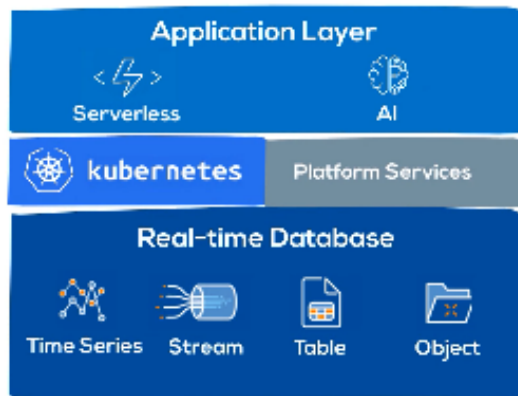 Application Layer
Serverless AI
kubernetes Platform Services
Real-time Database
Time Series Stream Table Object